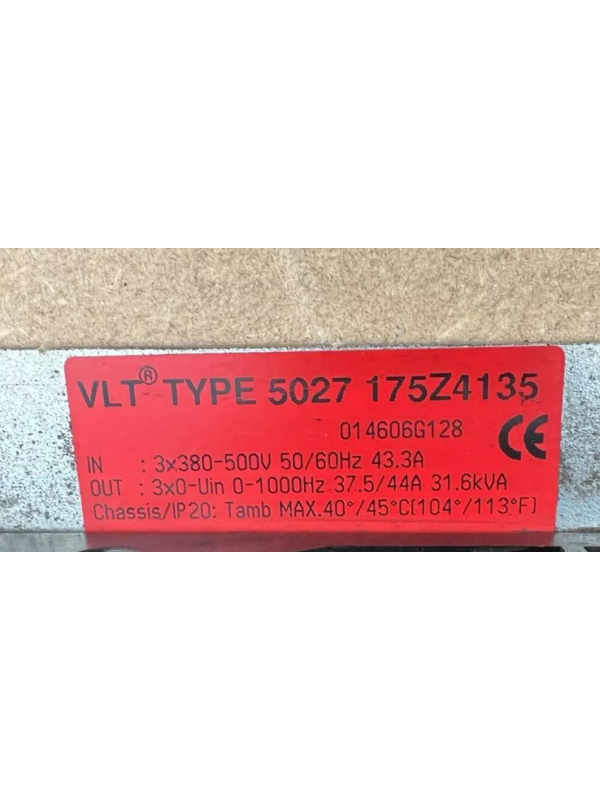 VLT® TYPE 5027 175Z4135
014606G128
CE
IN : 3x380-500V 50/60Hz 43.3A
OUT : 3x0-Uin 0-1000Hz 37.5/44A 31.6kVA
Chassis/IP20: Tamb MAX.40°/45°C(104°/113°F)